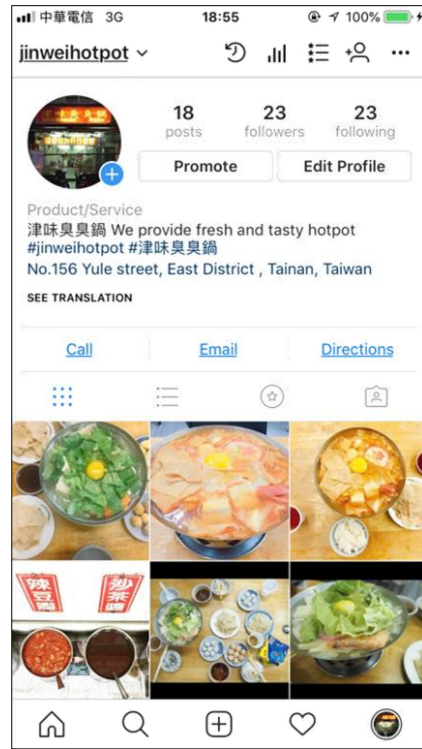 中華電信 3G 18:55 100%
jinweihotpot
18 23 23
posts followers following
Promote Edit Profile
Product/Service
津味臭臭鍋 We provide fresh and tasty hotpot
#jinweihotpot #津味臭臭鍋
No.156 Yule street, East District , Tainan, Taiwan
SEE TRANSLATION
Call Email Directions
辣豆瓣 沙茶醬